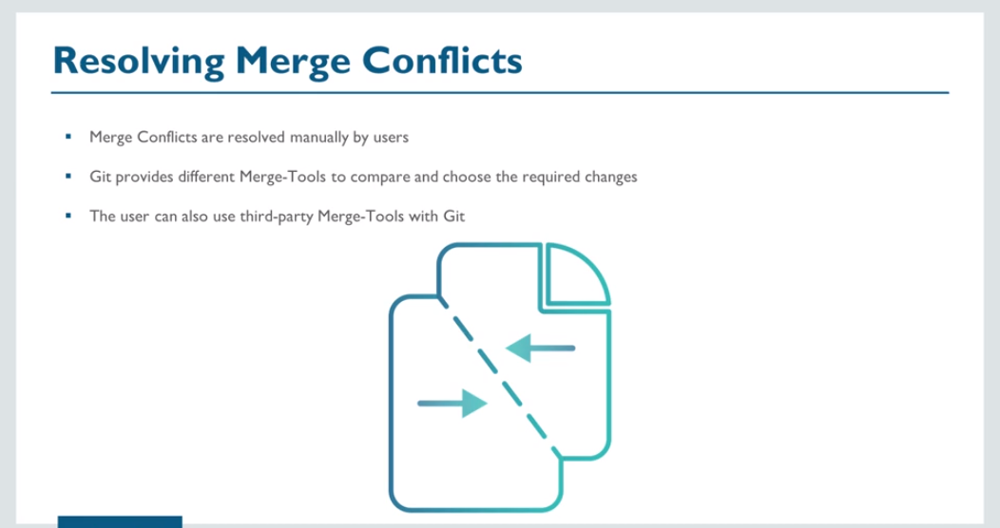 Resolving Merge Conflicts
Merge Conflicts are resolved manually by users
Git provides different Merge-Tools to compare and choose the required changes
The user can also use third-party Merge-Tools with Git